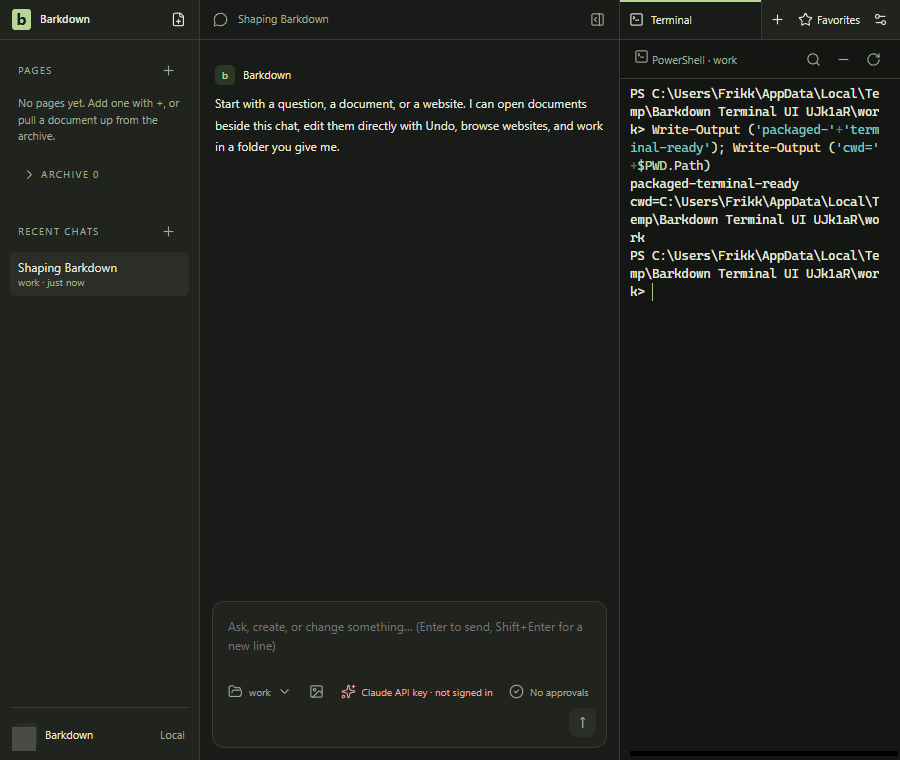 b Barkdown
PAGES
No pages yet. Add one with +, or
pull a document up from the
archive.
ARCHIVE 0
RECENT CHATS
Shaping Barkdown
work · just now
Barkdown Local
Shaping Barkdown
b Barkdown
Start with a question, a document, or a website. I can open documents
beside this chat, edit them directly with Undo, browse websites, and work
in a folder you give me.
Ask, create, or change something... (Enter to send, Shift+Enter for a
new line)
work Claude API key · not signed in No approvals
Terminal Favorites
PowerShell · work
PS C:\Users\Frikk\AppData\Local\Te
mp\Barkdown Terminal UI UJk1aR\wor
k> Write-Output ('packaged-'+'term
inal-ready'); Write-Output ('cwd='
+$PWD.Path)
packaged-terminal-ready
cwd=C:\Users\Frikk\AppData\Local\T
emp\Barkdown Terminal UI UJk1aR\wo
rk
PS C:\Users\Frikk\AppData\Local\Te
mp\Barkdown Terminal UI UJk1aR\wor
k>